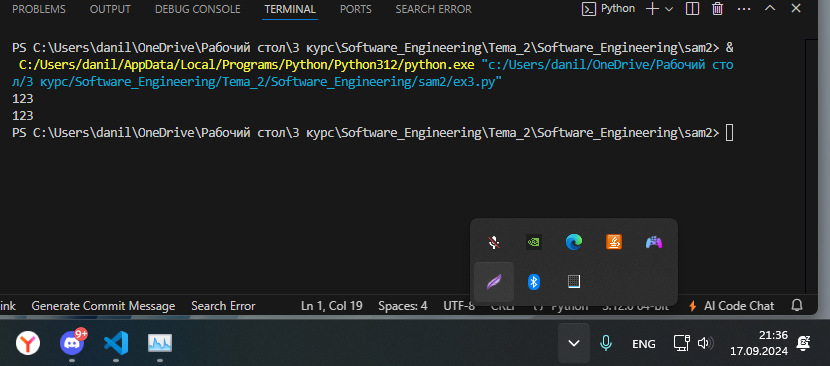 PROBLEMS OUTPUT DEBUG CONSOLE TERMINAL PORTS SEARCH ERROR Python
PS C:\Users\danil\OneDrive\Рабочий стол\3 курс\Software_Engineering\Tema_2\Software_Engineering\sam2> &
C:/Users/danil/AppData/Local/Programs/Python/Python312/python.exe "c:/Users/danil/OneDrive/Рабочий сто
л/3 курс/Software_Engineering/Tema_2/Software_Engineering/sam2/ex3.py"
123
123
PS C:\Users\danil\OneDrive\Рабочий стол\3 курс\Software_Engineering\Tema_2\Software_Engineering\sam2>
ink Generate Commit Message Search Error Ln 1, Col 19 Spaces: 4 UTF-8 CRLF Python 3.12.6 64-bit AI Code Chat
9+
ENG
21:36
17.09.2024